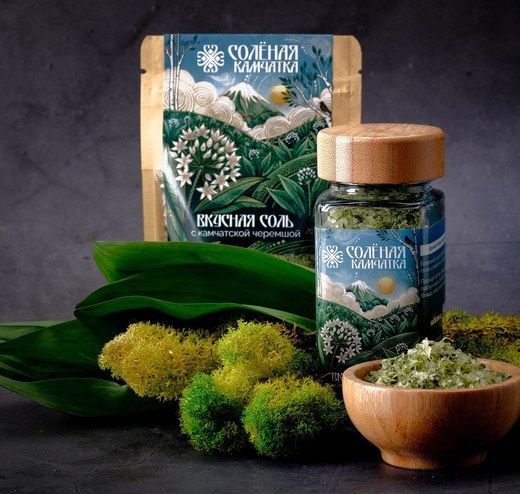 СОЛЁНАЯ
КАМЧАТКА
ВКУСНАЯ СОЛЬ
с камчатской черемшой
СОЛЁНАЯ
КАМЧАТКА